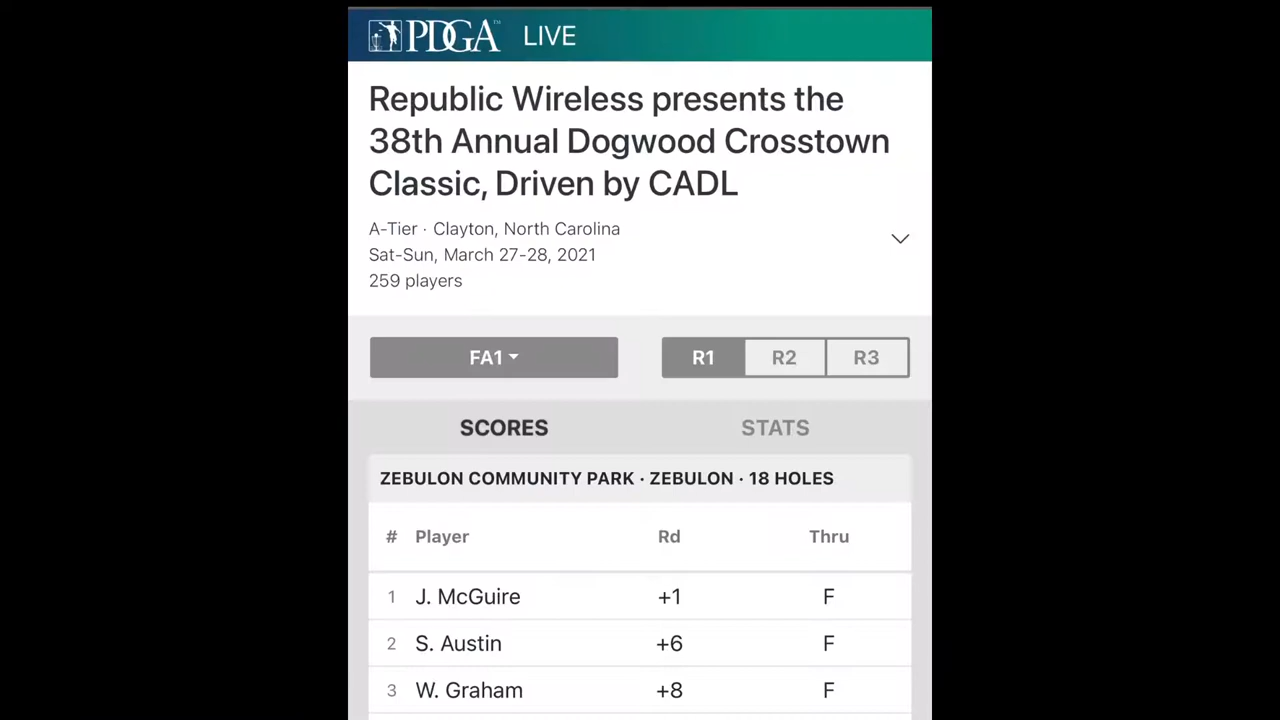 PDGA™ LIVE
Republic Wireless presents the
38th Annual Dogwood Crosstown
Classic, Driven by CADL
A-Tier · Clayton, North Carolina
Sat-Sun, March 27-28, 2021
259 players
FA1 R1 R2 R3
SCORES STATS
ZEBULON COMMUNITY PARK · ZEBULON · 18 HOLES
# Player Rd Thru
1 J. McGuire +1 F
2 S. Austin +6 F
3 W. Graham +8 F